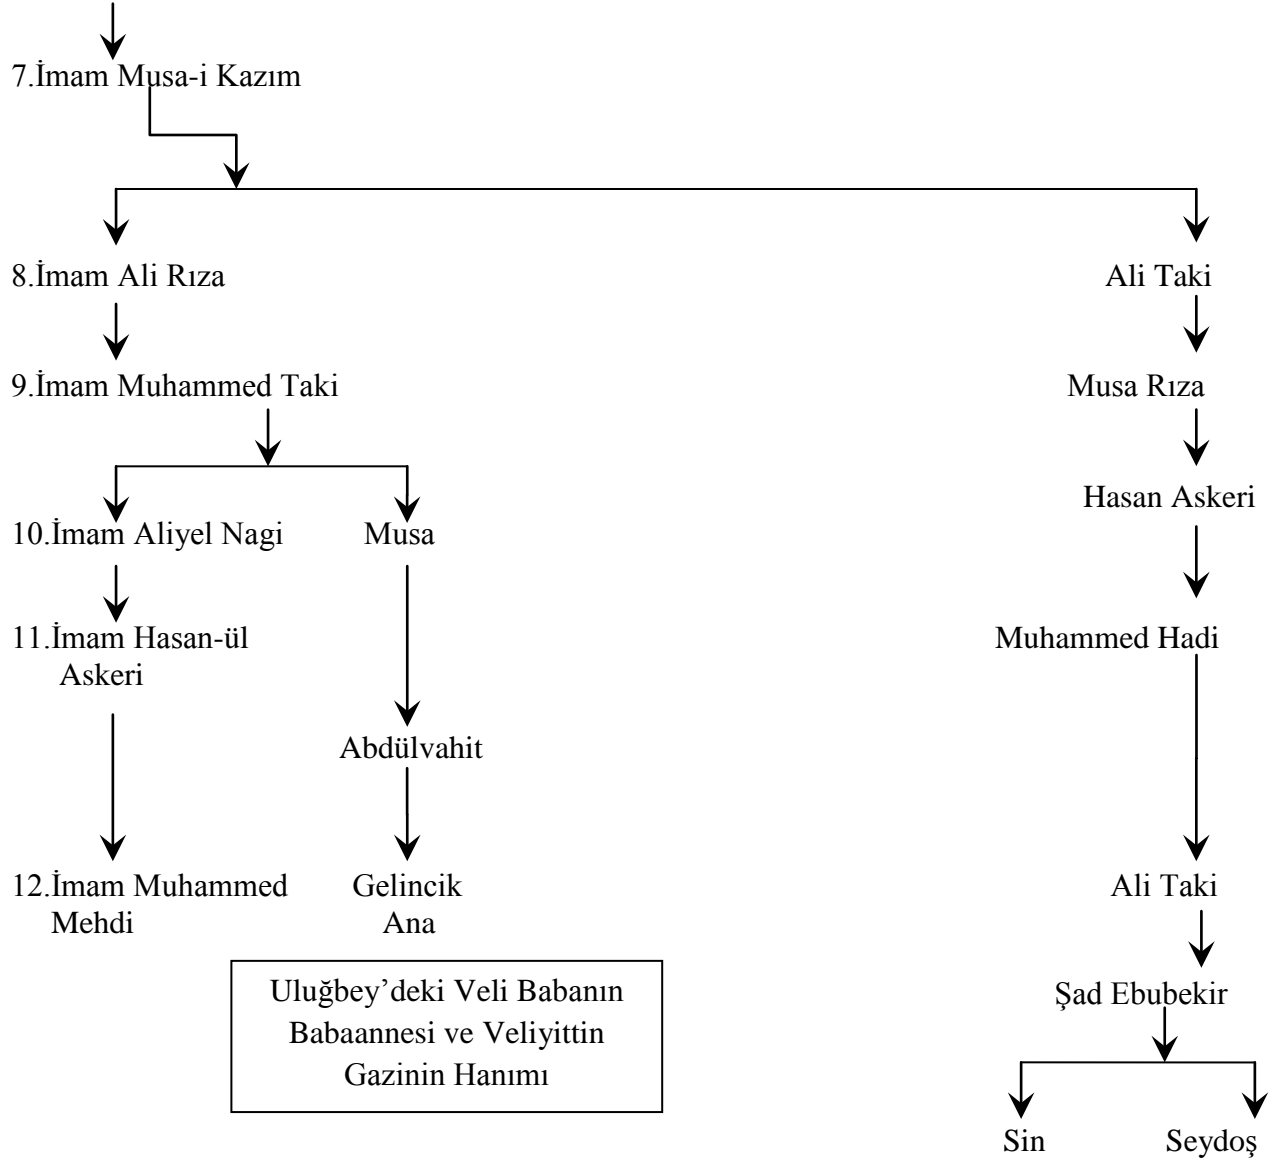 7.İmam Musa-i Kazım
8.İmam Ali Rıza
Ali Taki
9.İmam Muhammed Taki
Musa Rıza
Hasan Askeri
10.İmam Aliyel Nagi
Musa
11.İmam Hasan-ül
Askeri
Muhammed Hadi
Abdülvahit
12.İmam Muhammed
Mehdi
Gelincik
Ana
Ali Taki
Uluğbey’deki Veli Babanın
Babaannesi ve Veliyittin
Gazinin Hanımı
Şad Ebubekir
Sin
Seydoş